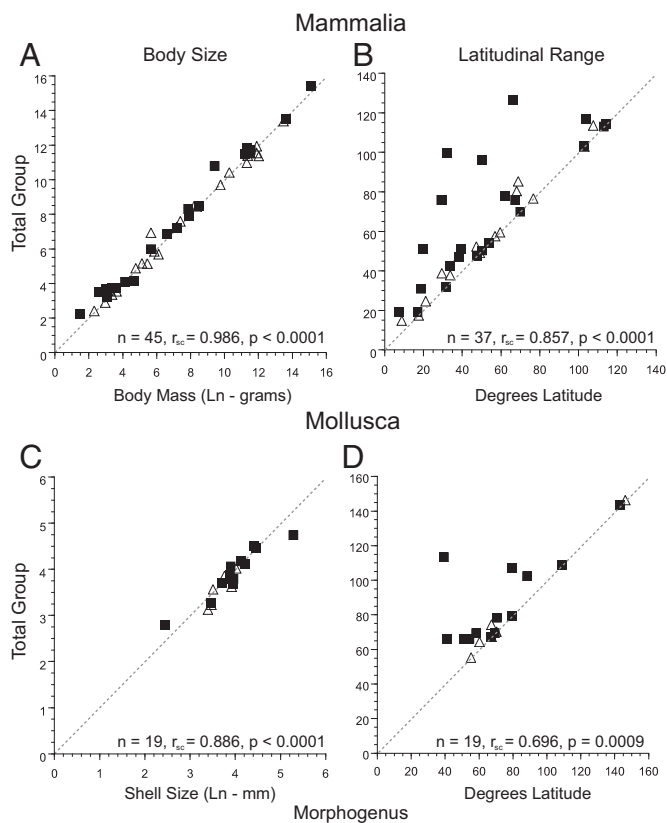 Mammalia
A Body Size
B Latitudinal Range
Total Group
16
14
12
10
8
6
4
2
0
n = 45, rsc= 0.986, p < 0.0001
0 2 4 6 8 10 12 14 16
Body Mass (Ln - grams)
140
120
100
80
60
40
20
0
n = 37, rsc= 0.857, p < 0.0001
0 20 40 60 80 100 120 140
Degrees Latitude
Mollusca
C
D
Total Group
6
5
4
3
2
1
0
n = 19, rsc= 0.886, p < 0.0001
0 1 2 3 4 5 6
Shell Size (Ln - mm)
160
140
120
100
80
60
40
20
0
n = 19, rsc= 0.696, p = 0.0009
0 20 40 60 80 100 120 140 160
Degrees Latitude
Morphogenus